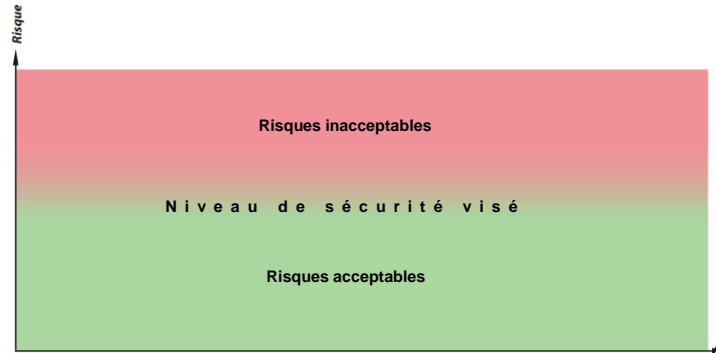 Risque
Risques inacceptables
Niveau de sécurité visé
Risques acceptables